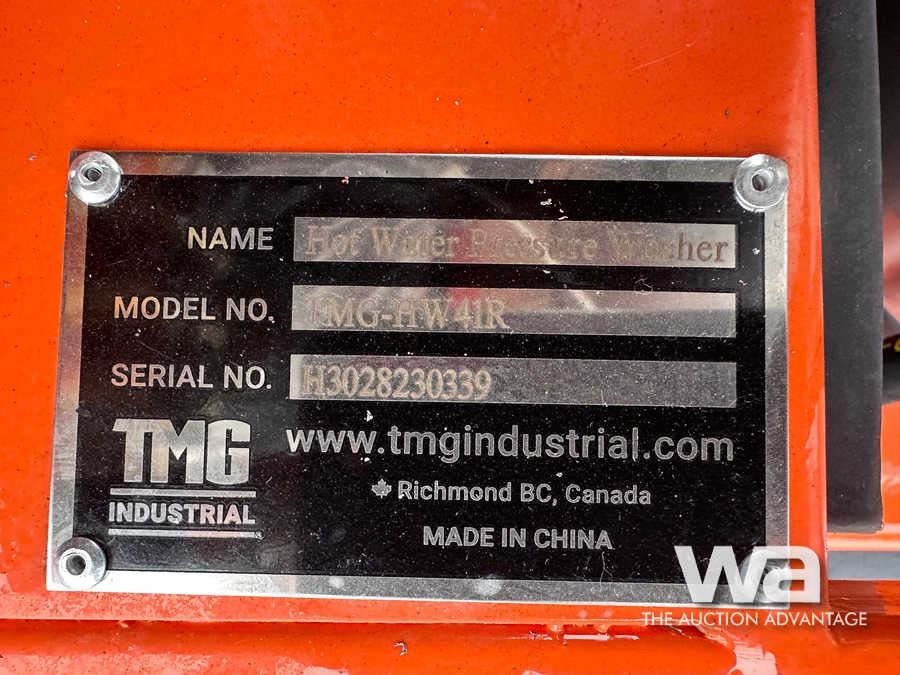 NAME Hot Water Pressure Washer
MODEL NO. TMG-HW41R
SERIAL NO. H3028230339
TMG
INDUSTRIAL
www.tmgindustrial.com
Richmond BC, Canada
MADE IN CHINA
wa
THE AUCTION ADVANTAGE